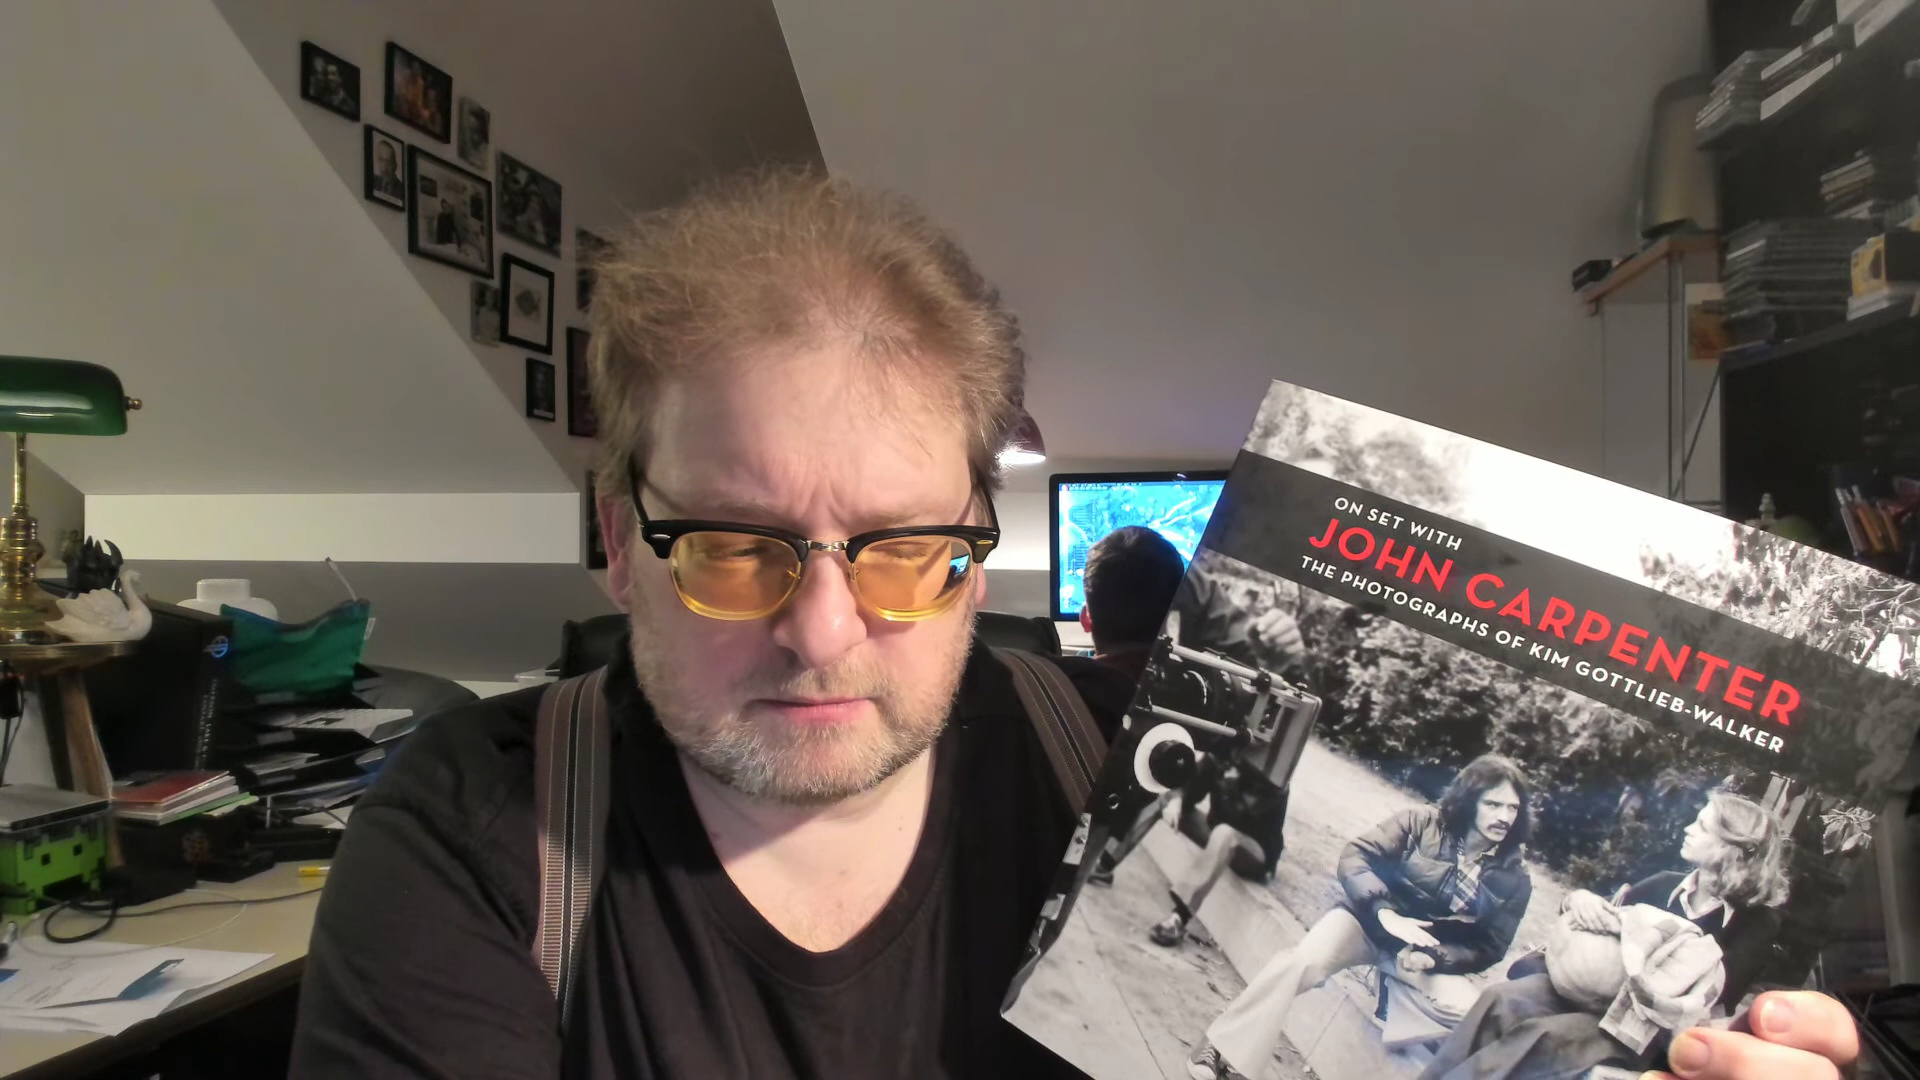 ON SET WITH
JOHN CARPENTER
THE PHOTOGRAPHS OF KIM GOTTLIEB-WALKER